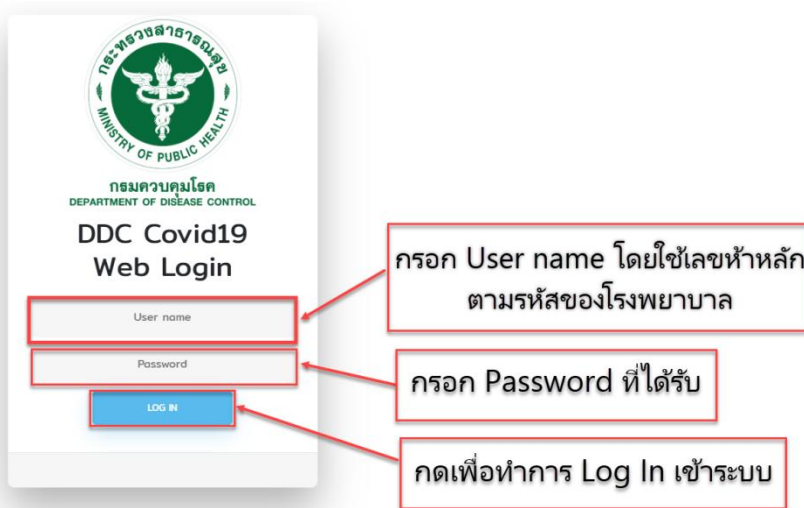 กระทรวงสาธารณสุข
MINISTRY OF PUBLIC HEALTH
กรมควบคุมโรค
DEPARTMENT OF DISEASE CONTROL
DDC Covid19
Web Login
User name
Password
LOG IN
กรอก User name โดยใช้เลขห้าหลัก
ตามรหัสของโรงพยาบาล
กรอก Password ที่ได้รับ
กดเพื่อทำการ Log In เข้าระบบ